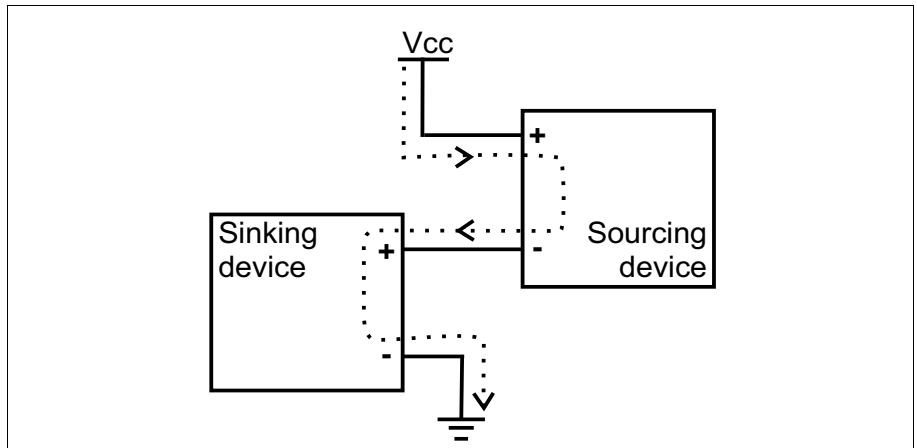 Vcc
+
Sourcing
device
-
Sinking
device
+
-